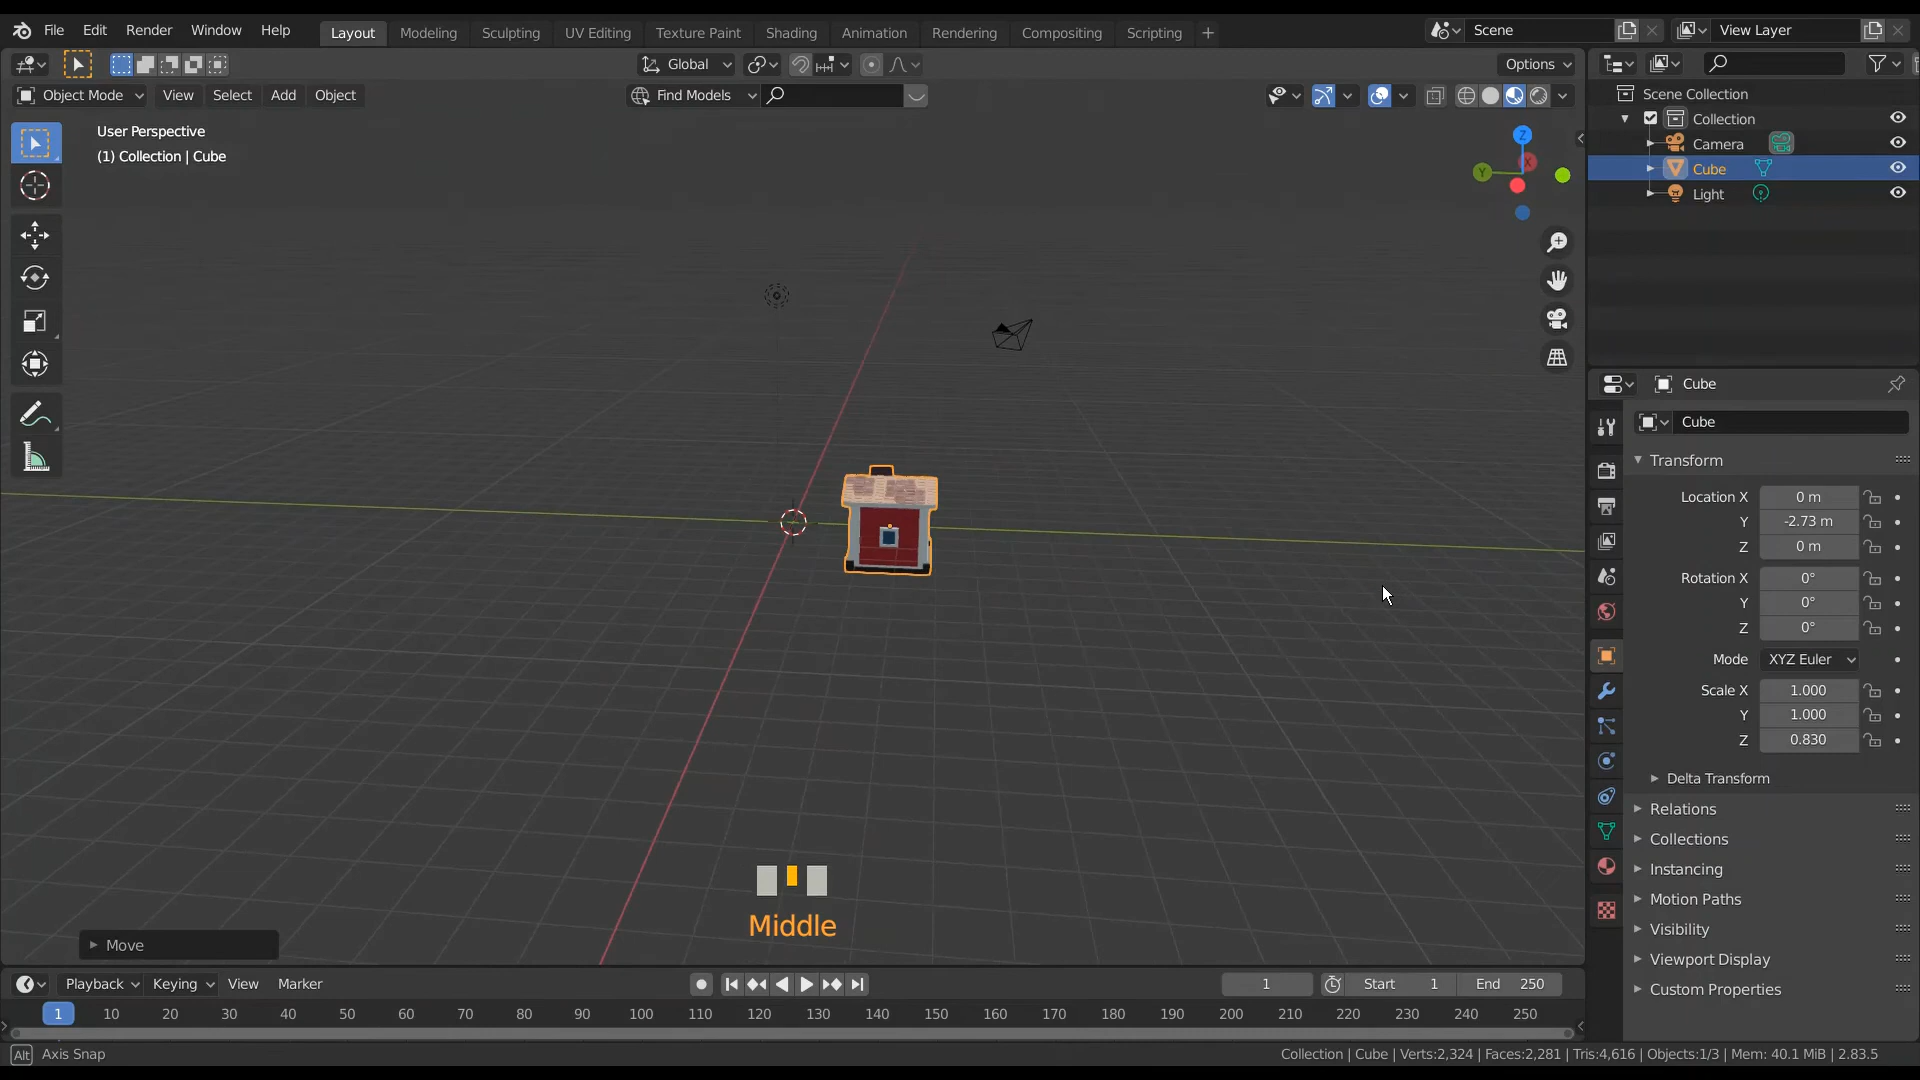 File Edit Render Window Help Layout Modeling Sculpting UV Editing Texture Paint Shading Animation Rendering Compositing Scripting + Scene View Layer
Global Options
Object Mode View Select Add Object Find Models
User Perspective
(1) Collection | Cube
Z
X
Y
Scene Collection
Collection
Camera
Cube
Light
Cube
Cube
Transform
Location X 0 m
Y -2.73 m
Z 0 m
Rotation X 0°
Y 0°
Z 0°
Mode XYZ Euler
Scale X 1.000
Y 1.000
Z 0.830
Delta Transform
Relations
Collections
Instancing
Motion Paths
Visibility
Viewport Display
Custom Properties
Middle
Move
Playback Keying View Marker 1 Start 1 End 250
1 10 20 30 40 50 60 70 80 90 100 110 120 130 140 150 160 170 180 190 200 210 220 230 240 250
Alt Axis Snap Collection | Cube | Verts:2,324 | Faces:2,281 | Tris:4,616 | Objects:1/3 | Mem: 40.1 MiB | 2.83.5